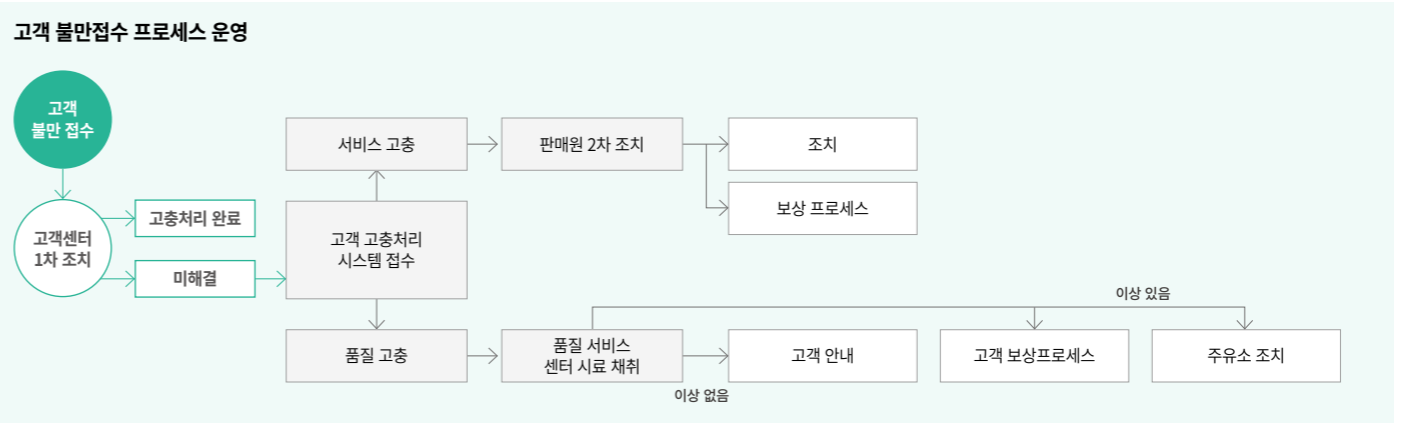 고객 불만접수 프로세스 운영
고객
불만 접수
고객센터
1차 조치
고충처리 완료
미해결
고객 고충처리
시스템 접수
서비스 고충
판매원 2차 조치
조치
보상 프로세스
품질 고충
품질 서비스
센터 시료 채취
이상 없음
고객 안내
이상 있음
고객 보상프로세스
주유소 조치